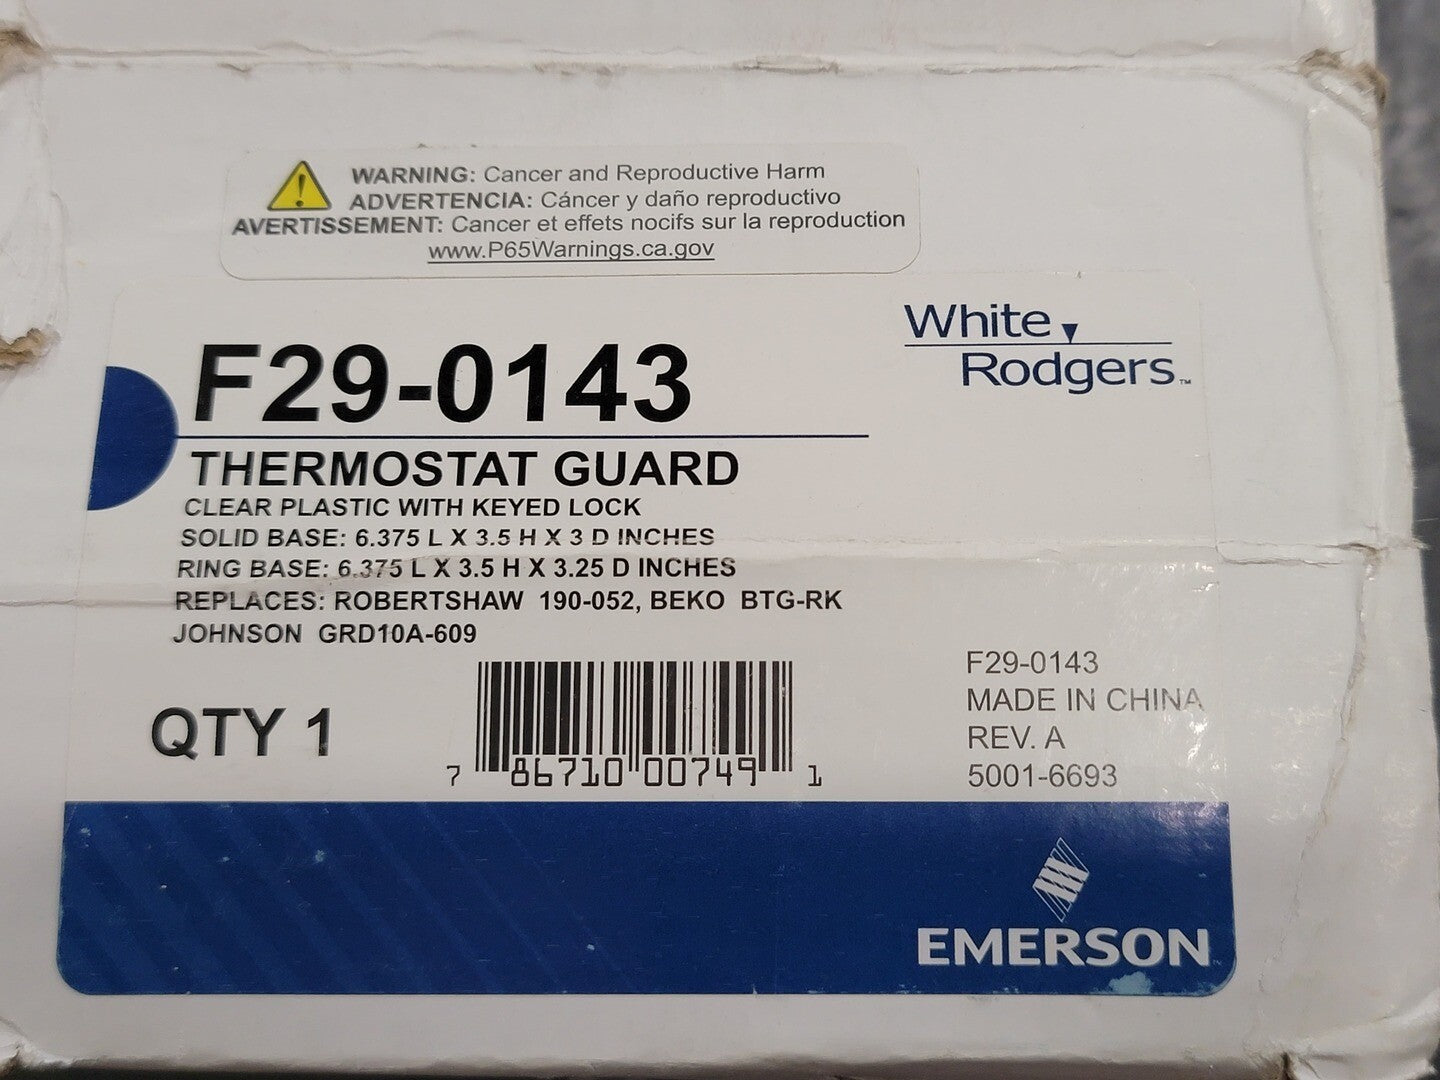 WARNING: Cancer and Reproductive Harm
ADVERTENCIA: Cáncer y daño reproductivo
AVERTISSEMENT: Cancer et effets nocifs sur la reproduction
www.P65Warnings.ca.gov
White
Rodgers™
F29-0143
THERMOSTAT GUARD
CLEAR PLASTIC WITH KEYED LOCK
SOLID BASE: 6.375 L X 3.5 H X 3 D INCHES
RING BASE: 6.375 L X 3.5 H X 3.25 D INCHES
REPLACES: ROBERTSHAW 190-052, BEKO BTG-RK
JOHNSON GRD10A-609
QTY 1
7 86710 00749 1
F29-0143
MADE IN CHINA
REV. A
5001-6693
EMERSON